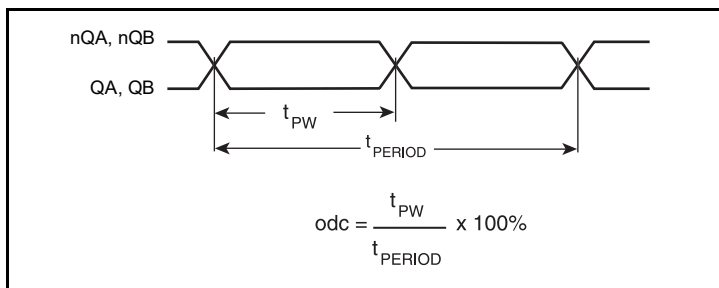 nQA, nQB
QA, QB
tPW
tPERIOD
odc = tPW / tPERIOD x 100%